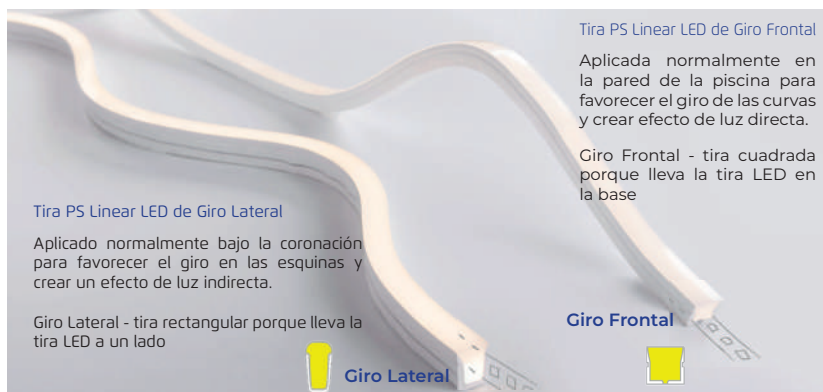 Tira PS Linear LED de Giro Frontal
Aplicada normalmente en
la pared de la piscina para
favorecer el giro de las curvas
y crear efecto de luz directa.
Giro Frontal - tira cuadrada
porque lleva la tira LED en
la base
Tira PS Linear LED de Giro Lateral
Aplicado normalmente bajo la coronación
para favorecer el giro en las esquinas y
crear un efecto de luz indirecta.
Giro Lateral - tira rectangular porque lleva la
tira LED a un lado
Giro Frontal
Giro Lateral